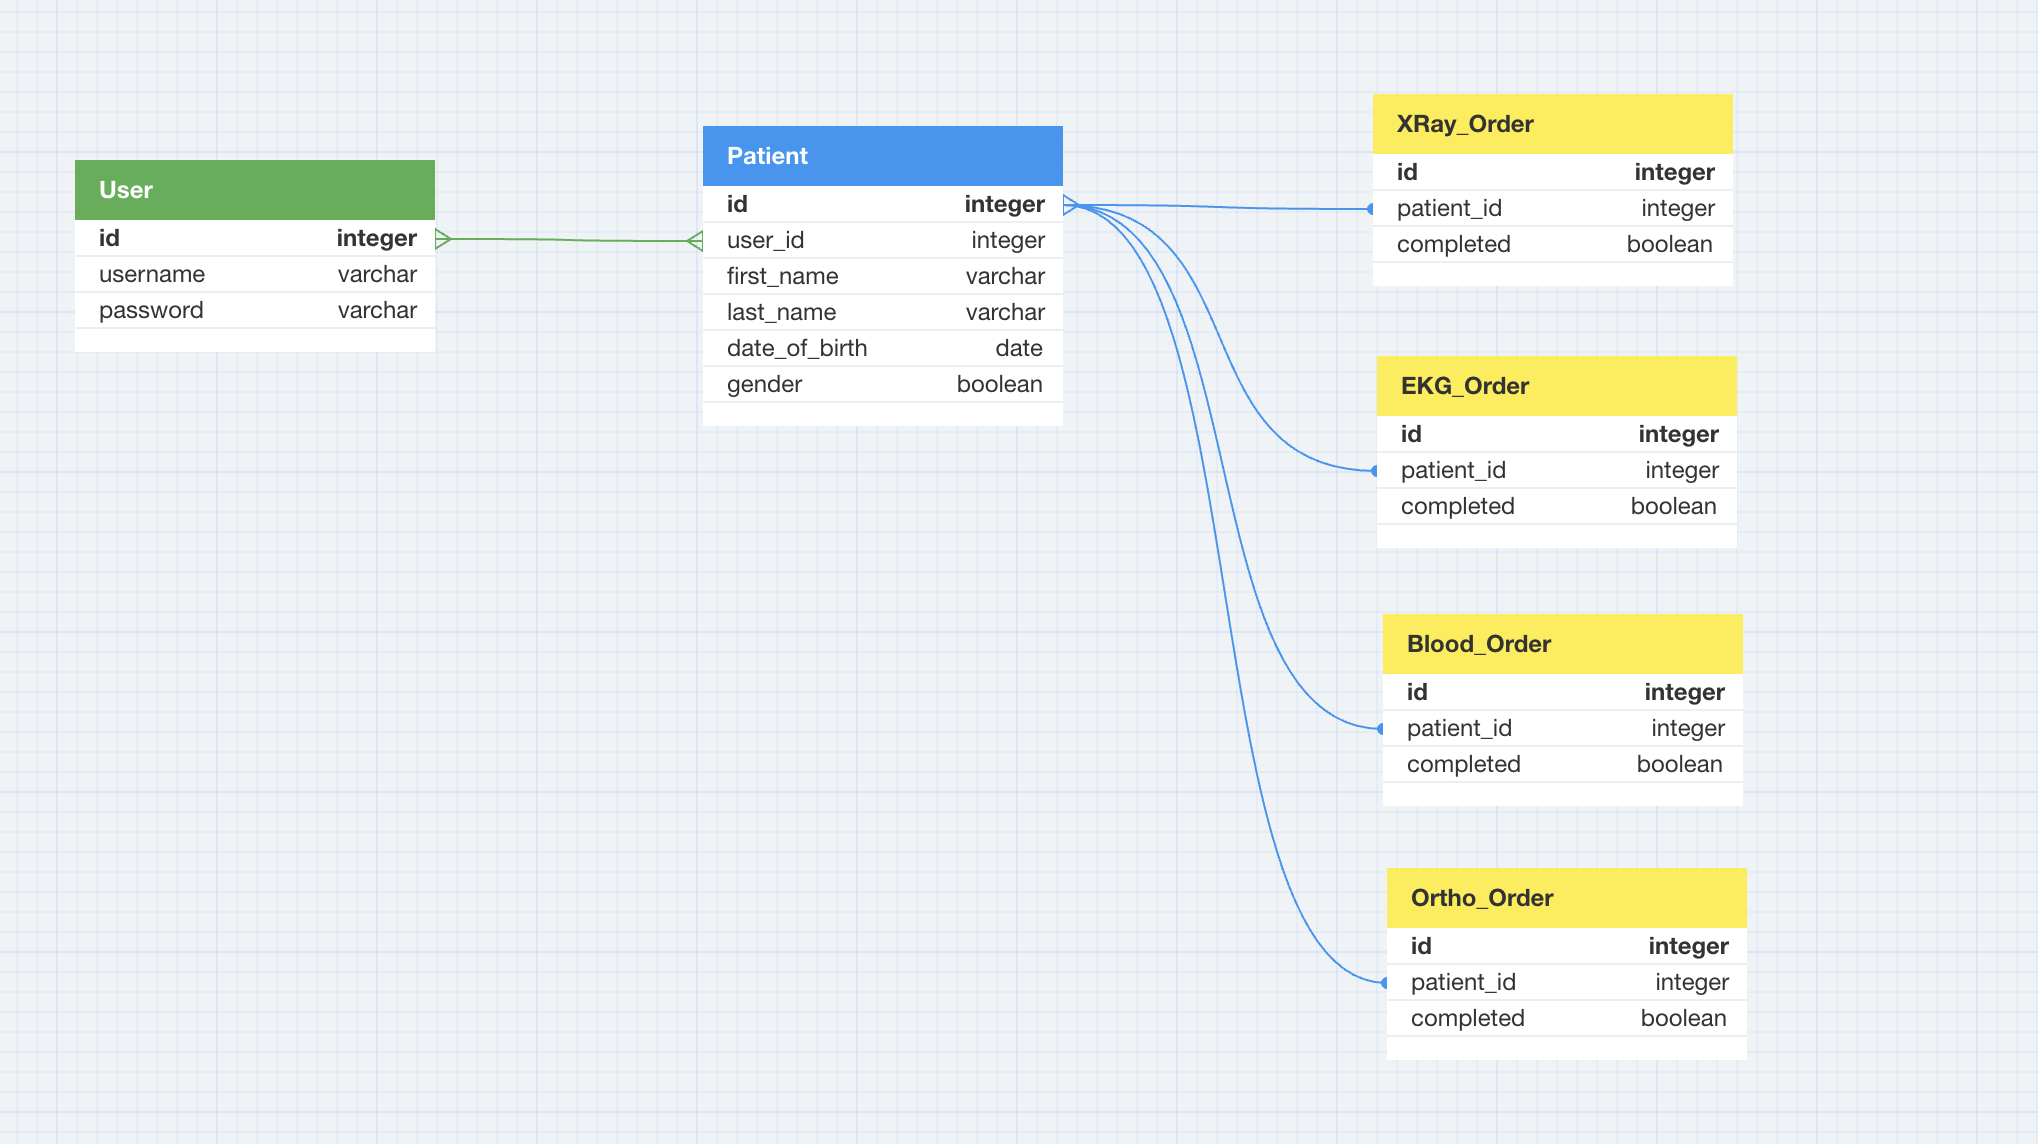 User
id integer
username varchar
password varchar
Patient
id integer
user_id integer
first_name varchar
last_name varchar
date_of_birth date
gender boolean
XRay_Order
id integer
patient_id integer
completed boolean
EKG_Order
id integer
patient_id integer
completed boolean
Blood_Order
id integer
patient_id integer
completed boolean
Ortho_Order
id integer
patient_id integer
completed boolean